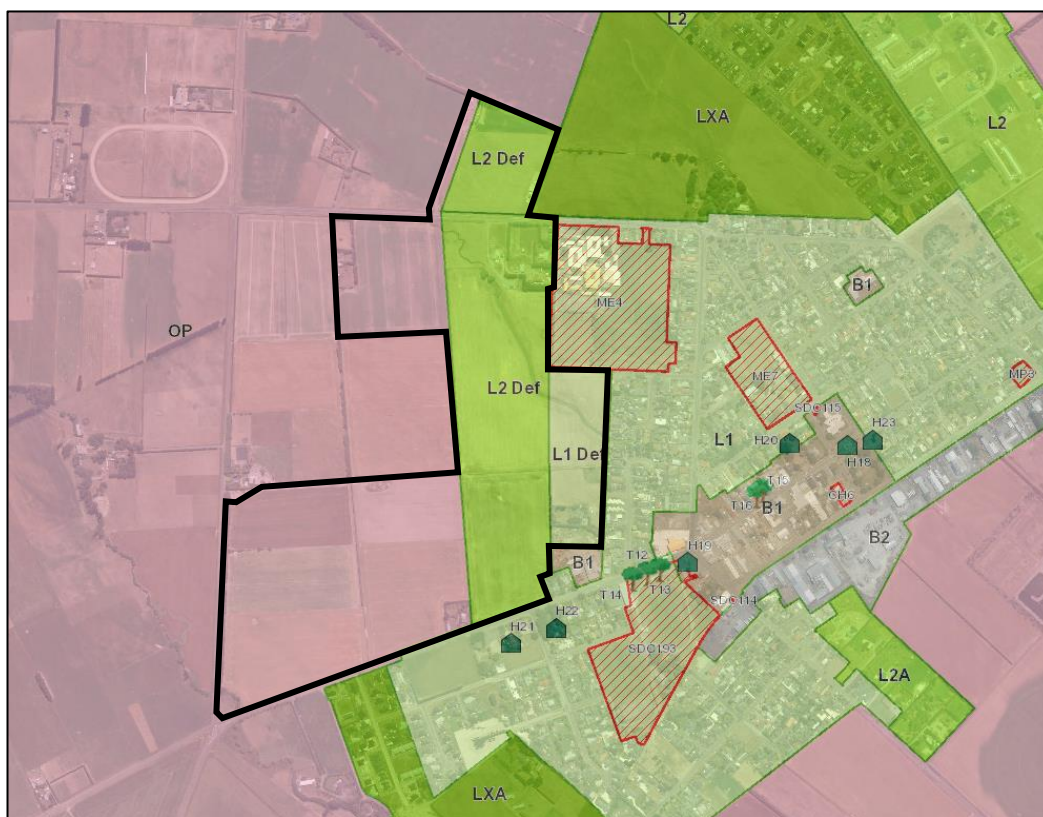 L2
LXA
L2
L2 Def
B1
ME4
OP
MP3
ME7
L2 Def
SDC115
H23
L1
H20
H18
L1 Def
T15
CH6
T16
B1
B2
B1
T12
H19
T14
T13
SDC114
H22
H21
SDC193
L2A
LXA